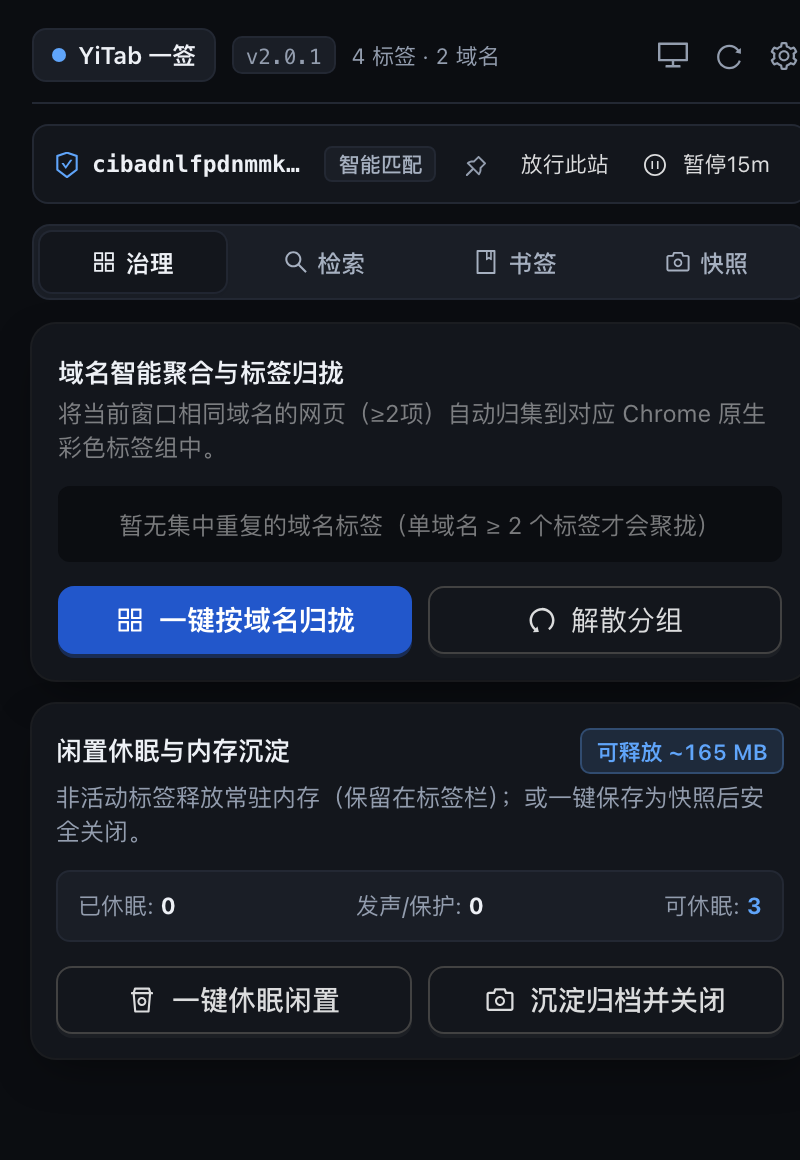 YiTab 一签 v2.0.1 4 标签 · 2 域名
cibadnlfpdnmmk… 智能匹配 放行此站 暂停15m
治理 检索 书签 快照
域名智能聚合与标签归拢
将当前窗口相同域名的网页（≥2项）自动归集到对应 Chrome 原生
彩色标签组中。
暂无集中重复的域名标签（单域名 ≥ 2 个标签才会聚拢）
一键按域名归拢 解散分组
闲置休眠与内存沉淀 可释放 ~165 MB
非活动标签释放常驻内存（保留在标签栏）；或一键保存为快照后安
全关闭。
已休眠: 0 发声/保护: 0 可休眠: 3
一键休眠闲置 沉淀归档并关闭